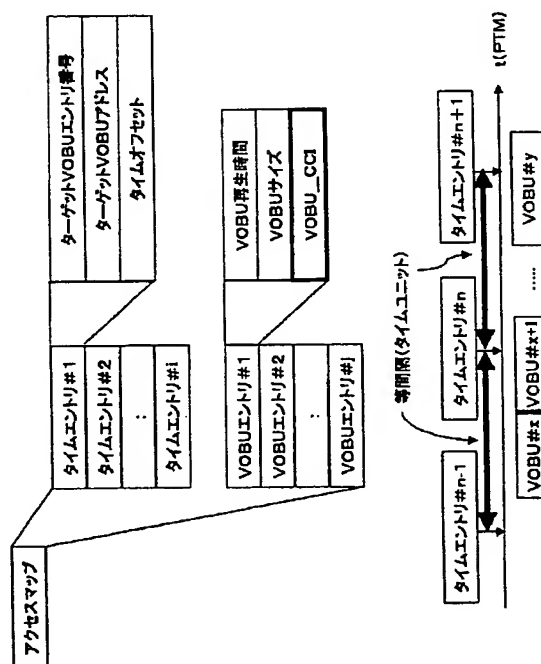 アクセスマップ
タイムエントリ#1
タイムエントリ#2
:
タイムエントリ#i
ターゲットVOBUエントリ番号
ターゲットVOBUアドレス
タイムオフセット
VOBUエントリ#1
VOBUエントリ#2
:
VOBUエントリ#j
VOBU再生時間
VOBUサイズ
VOBU_CCI
等間隔(タイムユニット)
タイムエントリ#n-1
タイムエントリ#n
タイムエントリ#n+1
t(PTM)
VOBU#x
VOBU#x+1
.....
VOBU#y